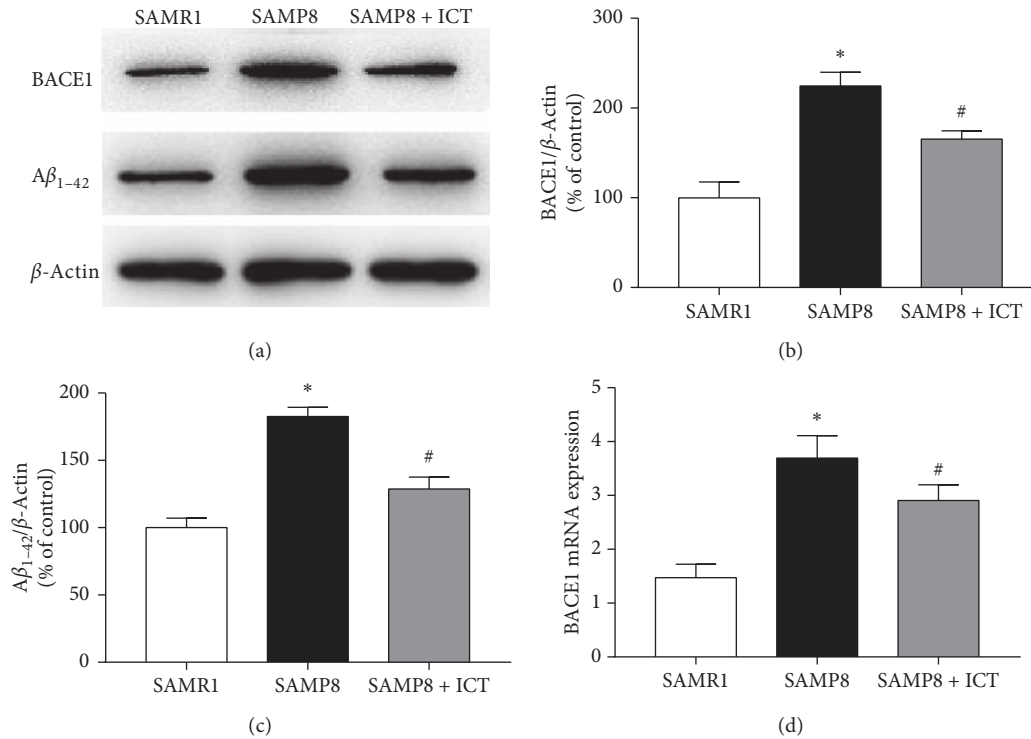 SAMR1 SAMP8 SAMP8 + ICT
BACE1
Aβ1–42
β-Actin
(a)
BACE1/β-Actin
(% of control)
300
200
100
0
*
#
SAMR1 SAMP8 SAMP8 + ICT
(b)
Aβ1–42/β-Actin
(% of control)
200
150
100
50
0
*
#
SAMR1 SAMP8 SAMP8 + ICT
(c)
BACE1 mRNA expression
5
4
3
2
1
0
*
#
SAMR1 SAMP8 SAMP8 + ICT
(d)